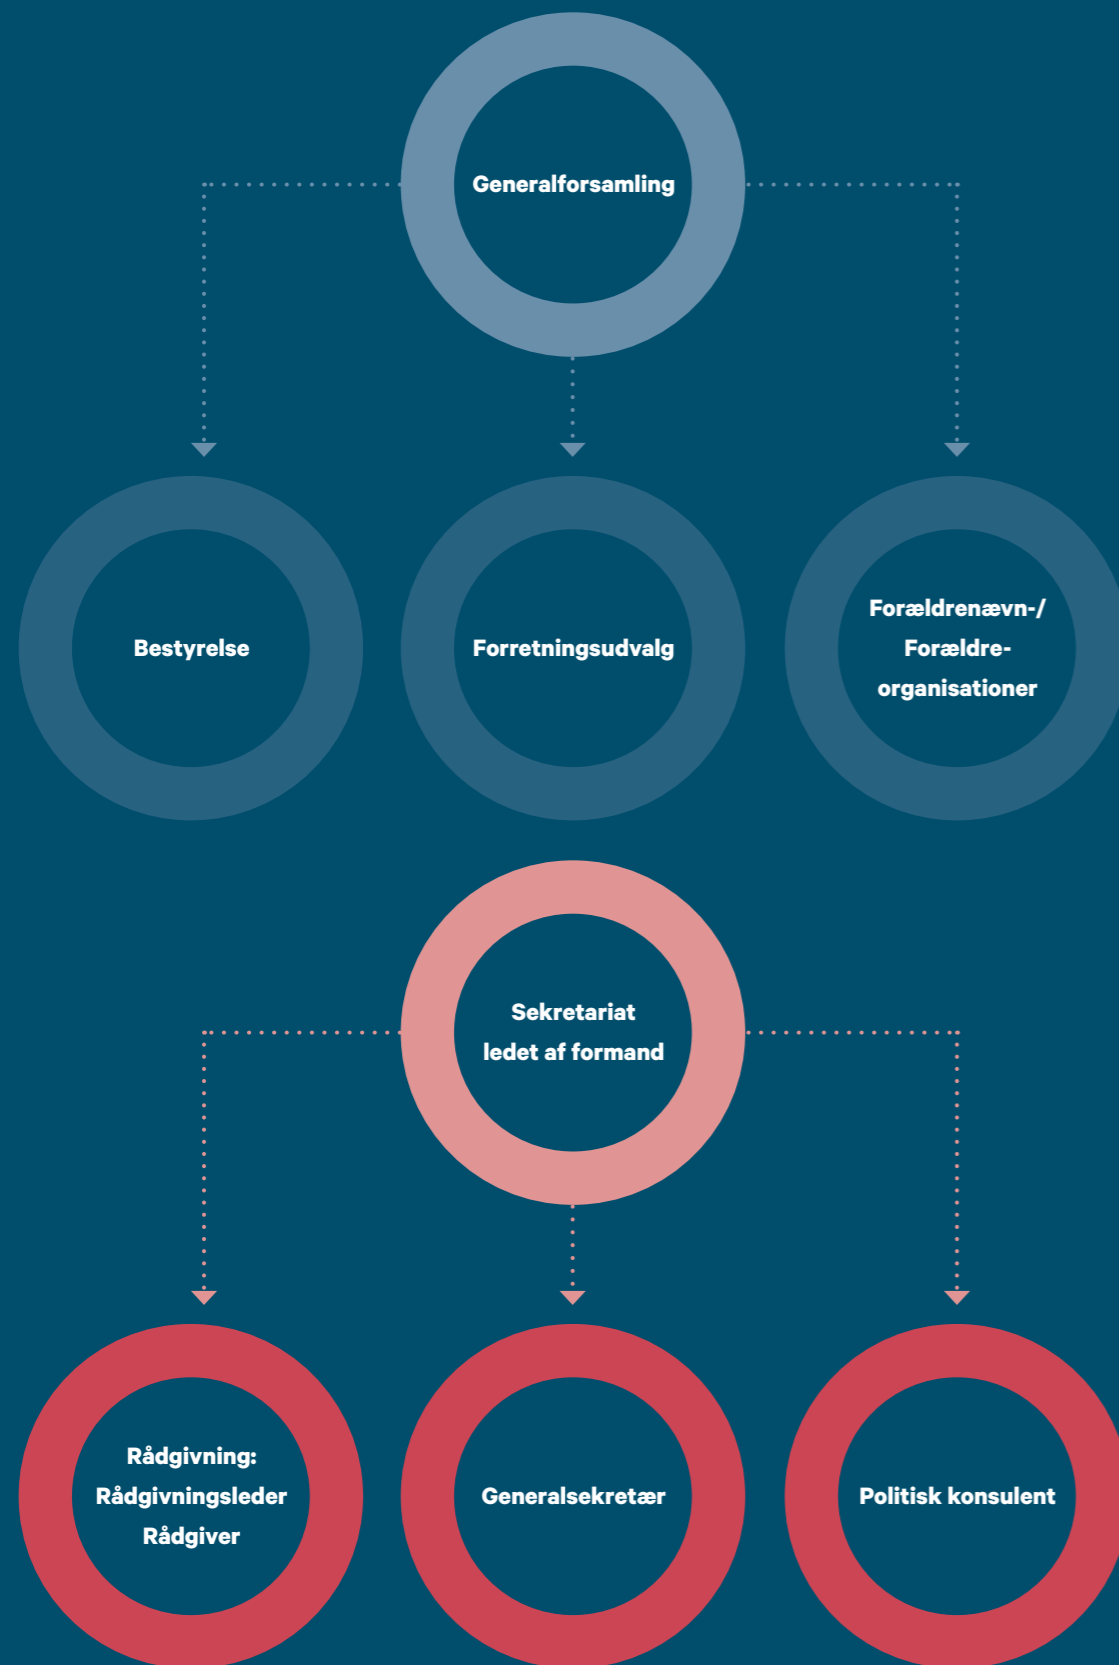 Generalforsamling
Bestyrelse
Forretningsudvalg
Forældrenævn-/
Forældre-
organisationer
Sekretariat
ledet af formand
Rådgivning:
Rådgivningsleder
Rådgiver
Generalsekretær
Politisk konsulent